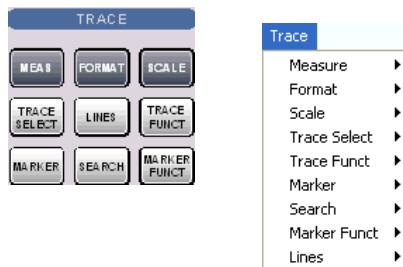 TRACE
MEAS FORMAT SCALE
TRACE SELECT LINES TRACE FUNCT
MARKER SEARCH MARKER FUNCT
Trace
Measure
Format
Scale
Trace Select
Trace Funct
Marker
Search
Marker Funct
Lines